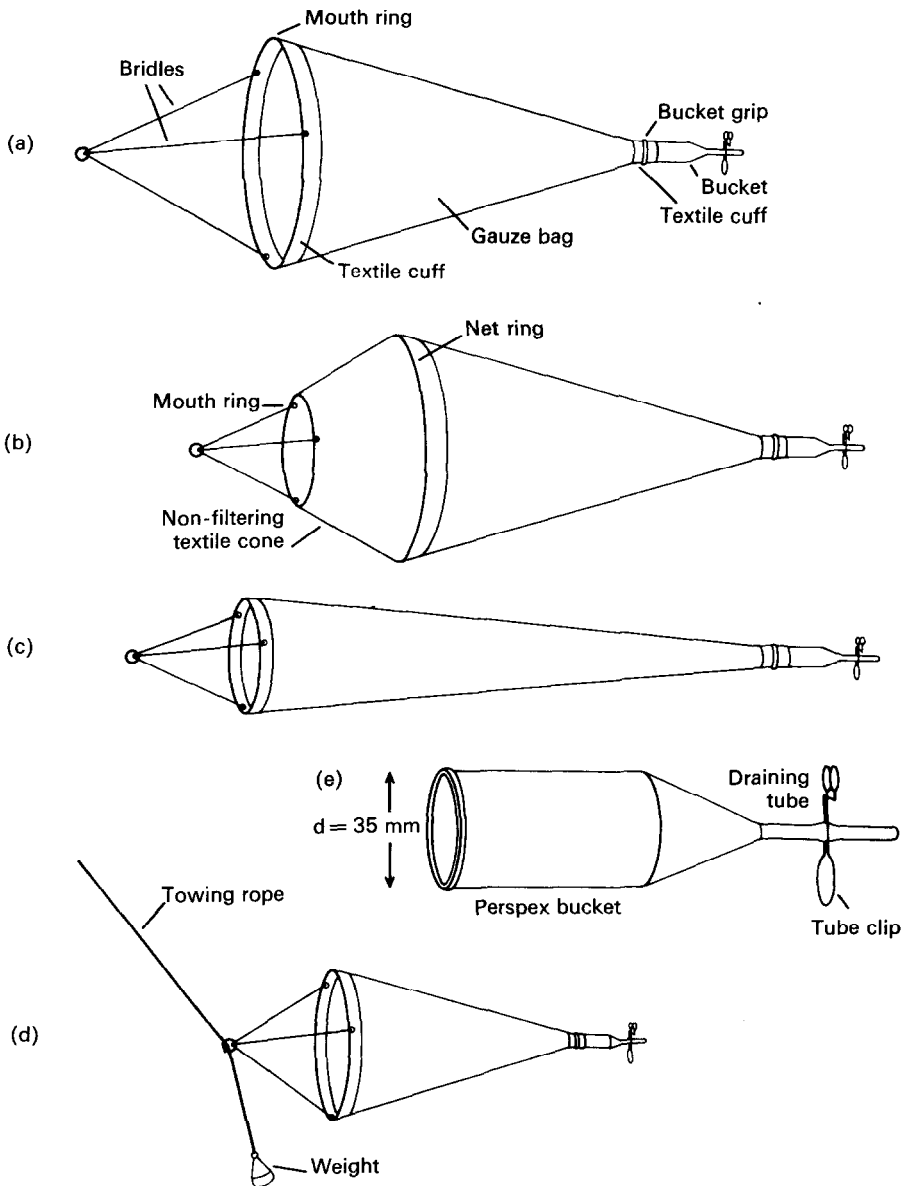 Mouth ring
Bridles
(a)
Bucket grip
Bucket
Textile cuff
Gauze bag
Textile cuff
Net ring
Mouth ring
(b)
Non-filtering
textile cone
(c)
(e)
d = 35 mm
Draining
tube
Perspex bucket
Tube clip
Towing rope
(d)
Weight